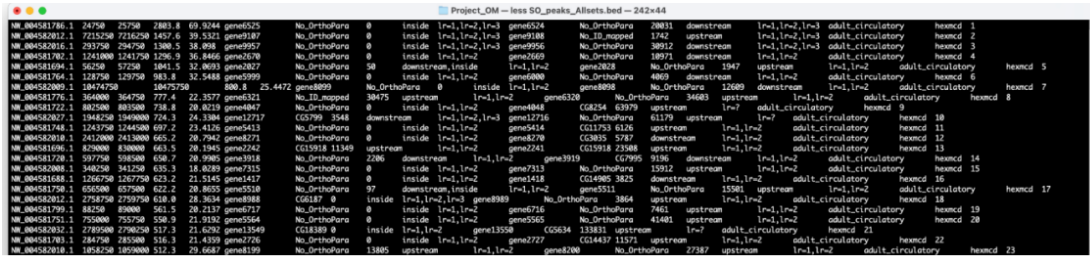 Project_OM — less SO_peaks_Allsets.bed — 242×44
NW_004581786.1 24750 25750 2803.8 69.9244 gene6525 No_OrthoPara 0 inside lr=1,lr=2 gene6524 No_OrthoPara 20031 downstream lr=1,lr=2,lr=3 adult_circulatory hexmcd 1
NW_004582012.1 7215250 7216250 1457.6 39.5321 gene9107 No_OrthoPara 0 inside lr=1,lr=2,lr=3 gene9108 No_ID_mapped 1742 upstream lr=1,lr=2,lr=3 adult_circulatory hexmcd 2
NW_004582016.1 293750 294750 1300.5 38.098 gene9957 No_OrthoPara 0 inside lr=1,lr=2,lr=3 gene9956 No_OrthoPara 30912 downstream lr=1,lr=2,lr=3 adult_circulatory hexmcd 3
NW_004581702.1 1241000 1241750 1296.9 36.8466 gene2670 No_OrthoPara 0 inside lr=1,lr=2 gene2669 No_OrthoPara 10971 downstream lr=1,lr=2 adult_circulatory hexmcd 4
NW_004581694.1 56250 57250 1041.5 32.0693 gene2027 No_OrthoPara 50 downstream,inside lr=1,lr=2 gene2028 No_OrthoPara 1947 upstream lr=1,lr=2 adult_circulatory hexmcd 5
NW_004581764.1 128750 129750 983.8 32.5488 gene5999 No_OrthoPara 0 inside lr=1,lr=2 gene6000 No_OrthoPara 4069 downstream lr=1,lr=2 adult_circulatory hexmcd 6
NW_004582009.1 10474750 10475750 800.8 25.4472 gene8099 No_OrthoPara 0 inside lr=1,lr=2 gene8098 No_OrthoPara 12609 downstream lr=1,lr=2 adult_circulatory hexmcd 7
NW_004581776.1 364000 364750 777.4 22.3577 gene6321 No_ID_mapped 30475 upstream lr=1,lr=2 gene6320 No_OrthoPara 34603 upstream lr=1,lr=2 adult_circulatory hexmcd 8
NW_004581722.1 802500 803500 738.8 20.0219 gene4047 No_OrthoPara 0 inside lr=1,lr=2 gene4048 CG8254 63979 upstream lr=? adult_circulatory hexmcd 9
NW_004582027.1 1948250 1949000 724.3 24.3304 gene12717 CG5799 3548 downstream lr=1,lr=2,lr=3 gene12716 No_OrthoPara 61179 upstream lr=? adult_circulatory hexmcd 10
NW_004581748.1 1243750 1244500 697.2 23.4126 gene5413 No_OrthoPara 0 inside lr=1,lr=2 gene5414 CG11753 6126 upstream lr=1,lr=2 adult_circulatory hexmcd 11
NW_004582010.1 2412000 2413000 665.2 20.7942 gene8271 No_OrthoPara 0 inside lr=1,lr=2 gene8270 CG3035 5787 downstream lr=1,lr=2 adult_circulatory hexmcd 12
NW_004581696.1 829000 830000 663.5 20.1945 gene2242 CG15918 11349 upstream lr=1,lr=2 gene2241 CG15918 23508 upstream lr=1,lr=2 adult_circulatory hexmcd 13
NW_004581720.1 597750 598500 650.7 20.9905 gene3918 No_OrthoPara 2206 downstream lr=1,lr=2 gene3919 CG7995 9196 downstream lr=1,lr=2 adult_circulatory hexmcd 14
NW_004582008.1 340250 341250 635.3 18.0289 gene7315 No_OrthoPara 0 inside lr=1,lr=2 gene7313 No_OrthoPara 15912 upstream lr=1,lr=2 adult_circulatory hexmcd 15
NW_004581688.1 1266750 1267750 623.2 21.5145 gene1417 No_OrthoPara 0 inside lr=1,lr=2 gene1418 CG14905 3825 downstream lr=1,lr=2 adult_circulatory hexmcd 16
NW_004581750.1 656500 657500 622.2 20.8655 gene5510 No_OrthoPara 97 downstream,inside lr=1,lr=2 gene5511 No_OrthoPara 15501 upstream lr=1,lr=2 adult_circulatory hexmcd 17
NW_004582012.1 2758750 2759750 610.0 28.3634 gene8988 CG6187 0 inside lr=1,lr=2,lr=3 gene8989 No_OrthoPara 3864 upstream lr=1,lr=2 adult_circulatory hexmcd 18
NW_004581799.1 88250 89000 561.5 20.2137 gene6717 No_OrthoPara 0 inside lr=1,lr=2 gene6716 No_OrthoPara 7461 upstream lr=1,lr=2 adult_circulatory hexmcd 19
NW_004581751.1 755000 755750 550.9 21.9192 gene5564 No_OrthoPara 0 inside lr=1,lr=2 gene5565 No_OrthoPara 41401 upstream lr=1,lr=2 adult_circulatory hexmcd 20
NW_004582032.1 2789500 2790250 517.3 21.6292 gene13549 CG18389 0 inside lr=1,lr=2 gene13550 CG5634 133831 upstream lr=? adult_circulatory hexmcd 21
NW_004581703.1 284750 285500 516.3 21.4359 gene2726 No_OrthoPara 0 inside lr=1,lr=2 gene2727 CG14437 11571 upstream lr=1,lr=2 adult_circulatory hexmcd 22
NW_004582010.1 1058250 1059000 512.3 29.6687 gene8199 No_OrthoPara 13805 upstream lr=1,lr=2 gene8200 No_OrthoPara 27387 upstream lr=1,lr=2 adult_circulatory hexmcd 23